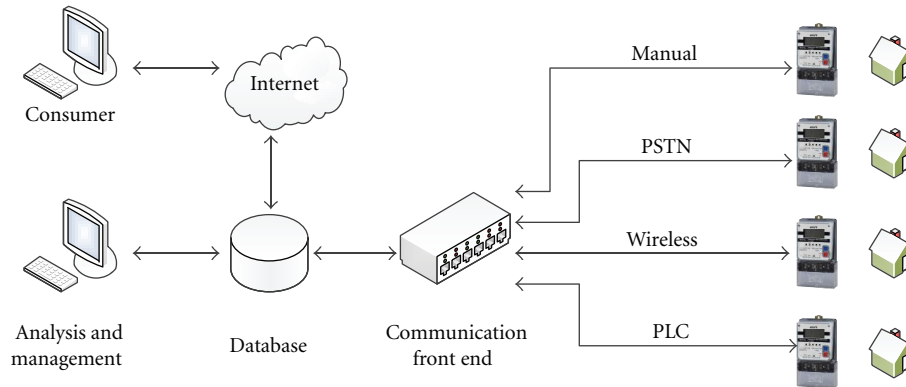 Manual
Internet
Consumer
PSTN
Wireless
Analysis and
management
Database
Communication
front end
PLC